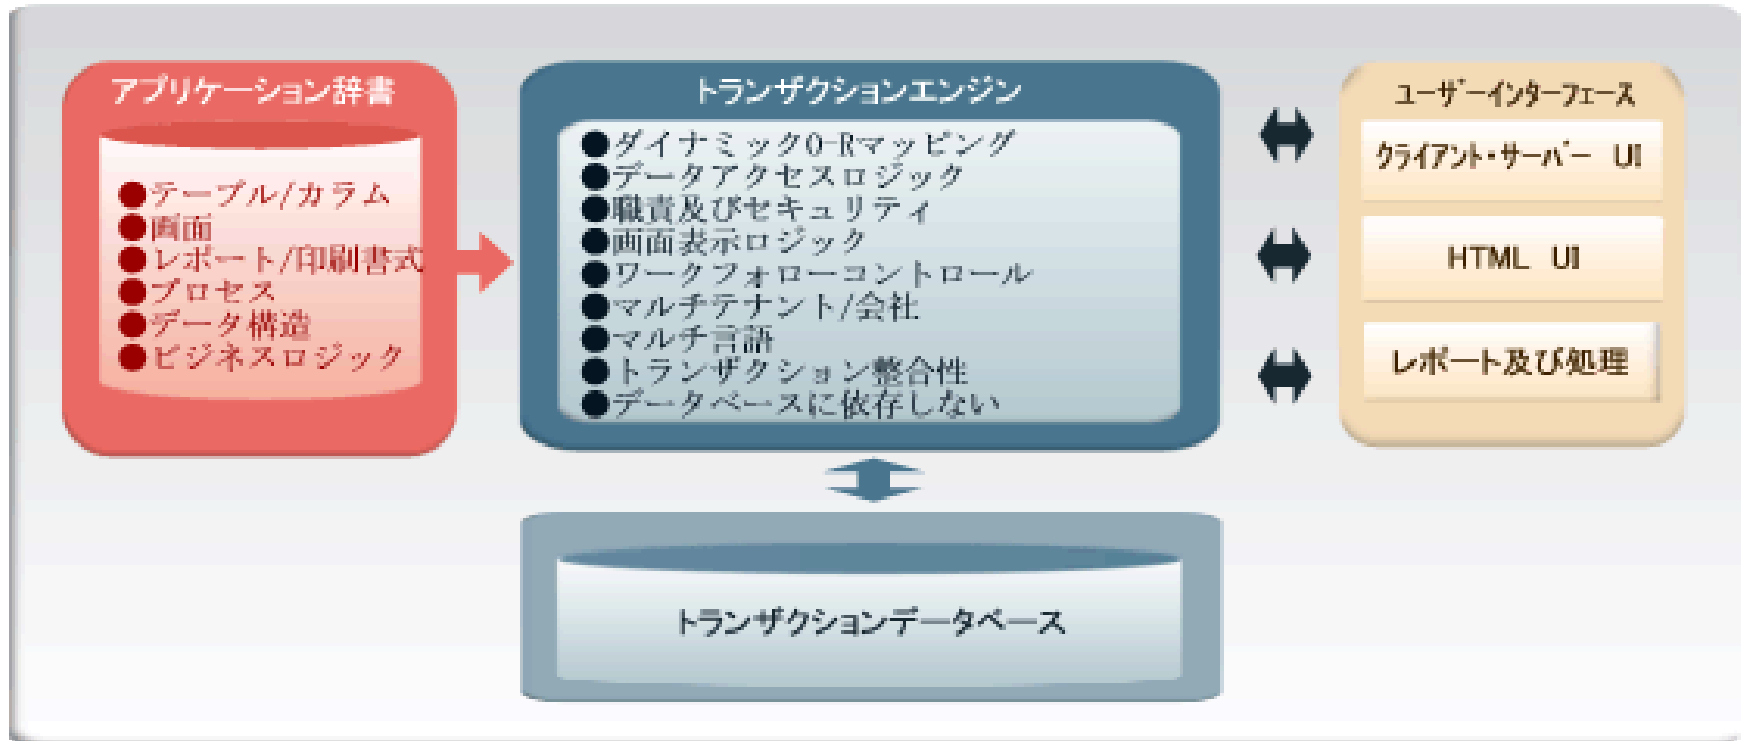 アプリケーション辞書
●テーブル/カラム
●画面
●レポート/印刷書式
●プロセス
●データ構造
●ビジネスロジック
トランザクションエンジン
●ダイナミックO-Rマッピング
●データアクセスロジック
●職責及びセキュリティ
●画面表示ロジック
●ワークフォローコントロール
●マルチテナント/会社
●マルチ言語
●トランザクション整合性
●データベースに依存しない
ユーザーインターフェース
クライアント・サーバー UI
HTML UI
レポート及び処理
トランザクションデータベース